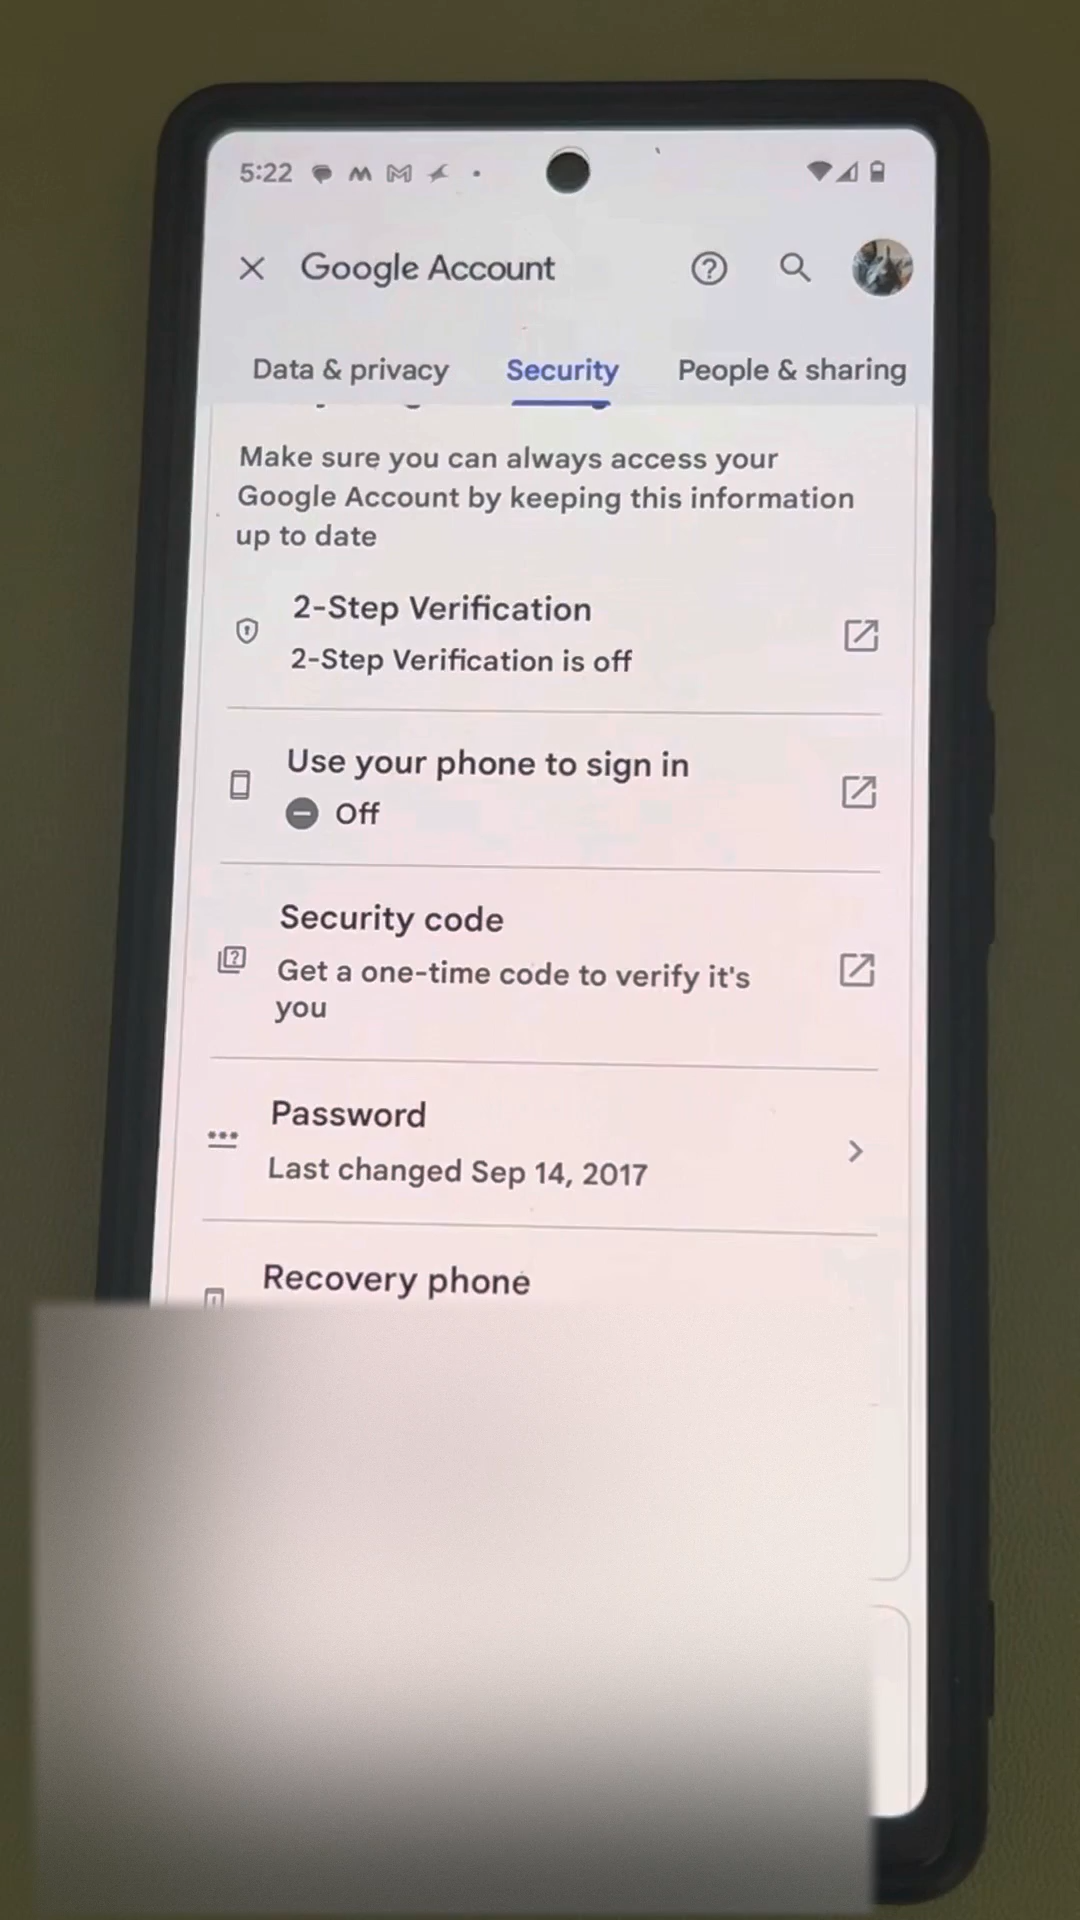 5:22
Google Account
Data & privacy Security People & sharing
Make sure you can always access your
Google Account by keeping this information
up to date
2-Step Verification
2-Step Verification is off
Use your phone to sign in
Off
Security code
Get a one-time code to verify it's
you
Password
Last changed Sep 14, 2017
Recovery phone